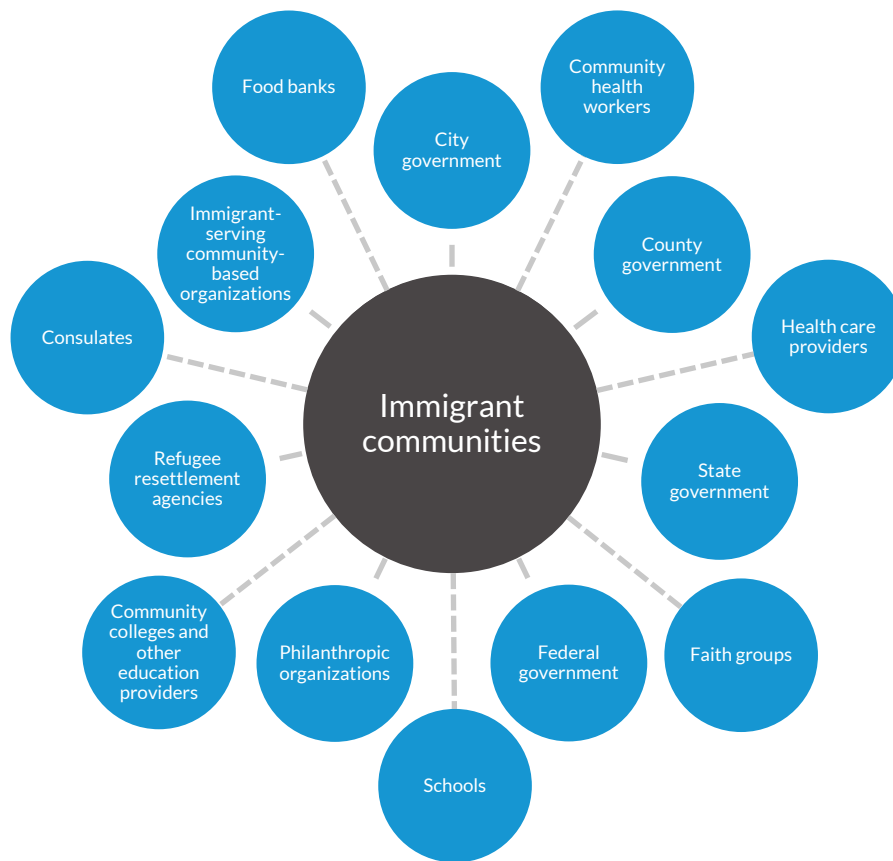 Food banks
Community
health
workers
City
government
Immigrant-
serving
community-
based
organizations
County
government
Consulates
Health care
providers
Immigrant
communities
Refugee
resettlement
agencies
State
government
Community
colleges and
other
education
providers
Philanthropic
organizations
Federal
government
Faith groups
Schools